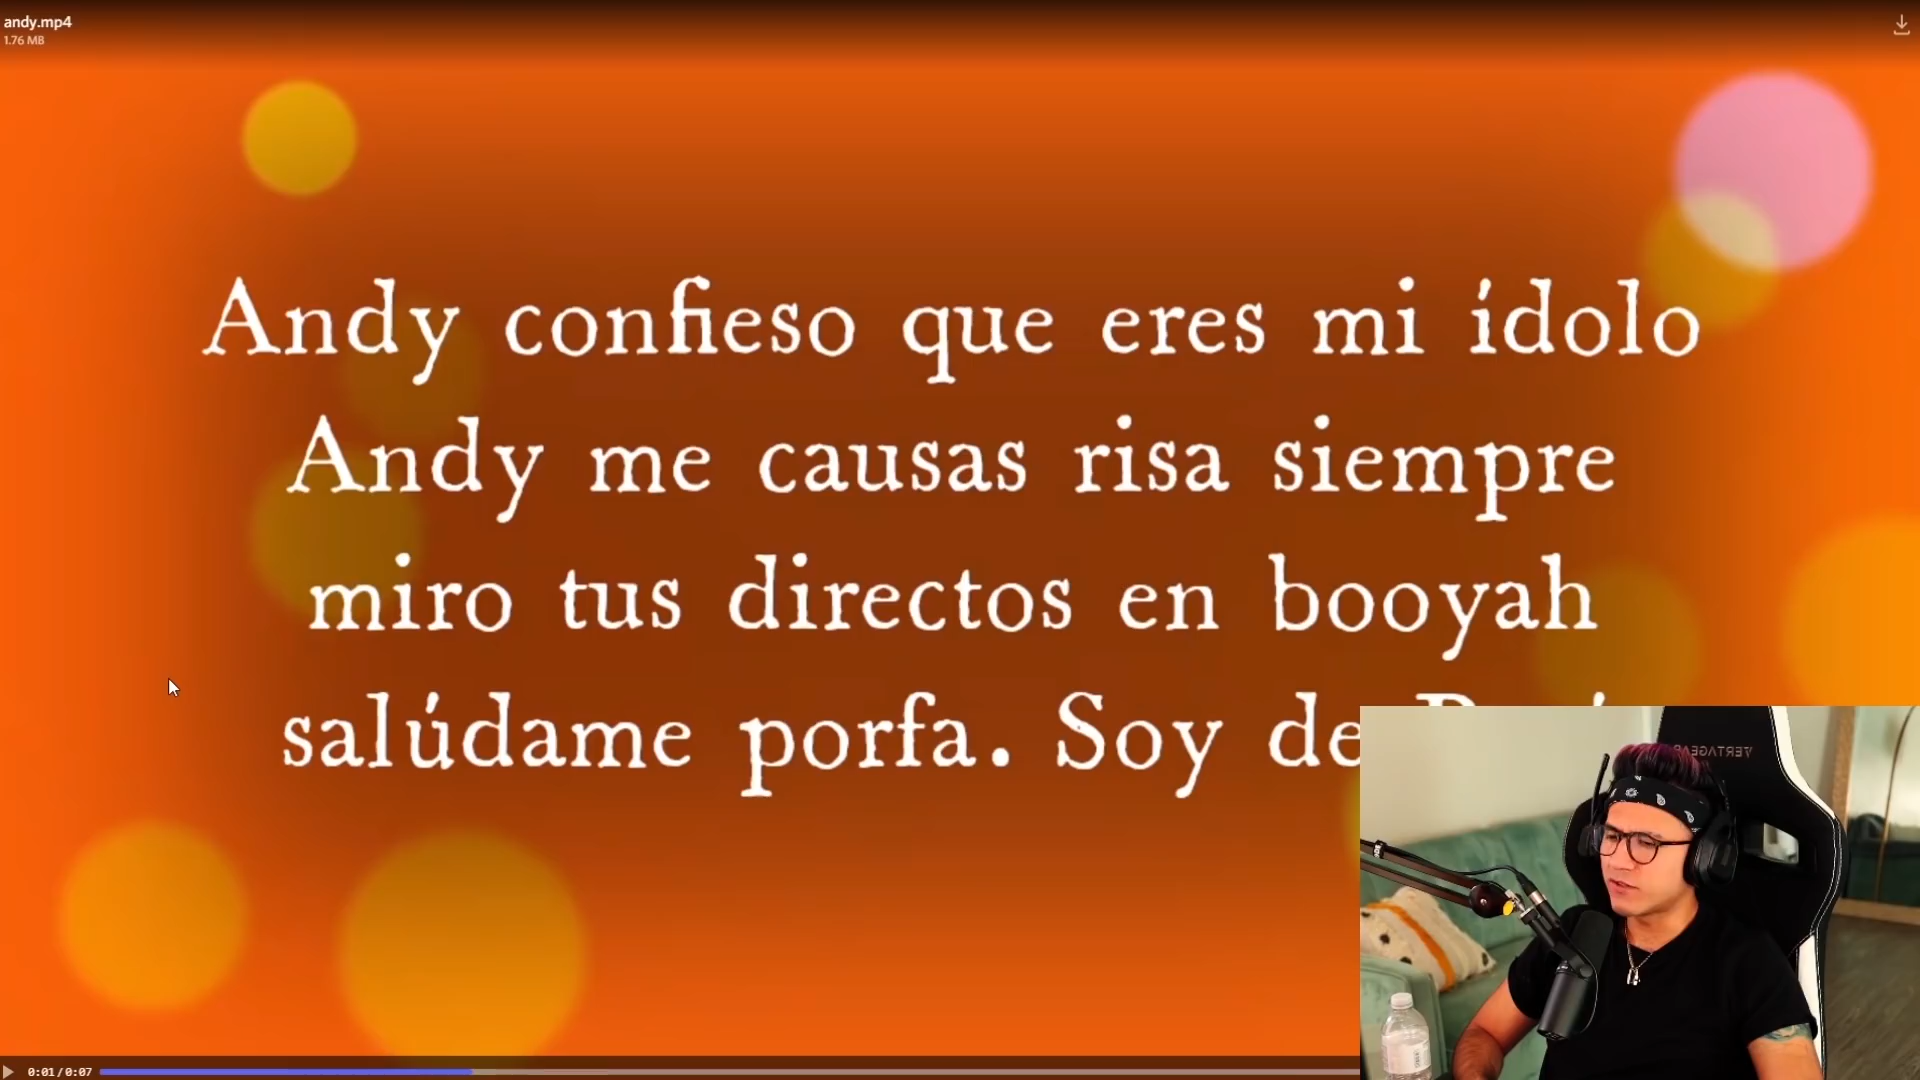 andy.mp4
1.76 MB
Andy confieso que eres mi ídolo
Andy me causas risa siempre
miro tus directos en booyah
salúdame porfa. Soy de
VERTAGEAR
0:01/0:07